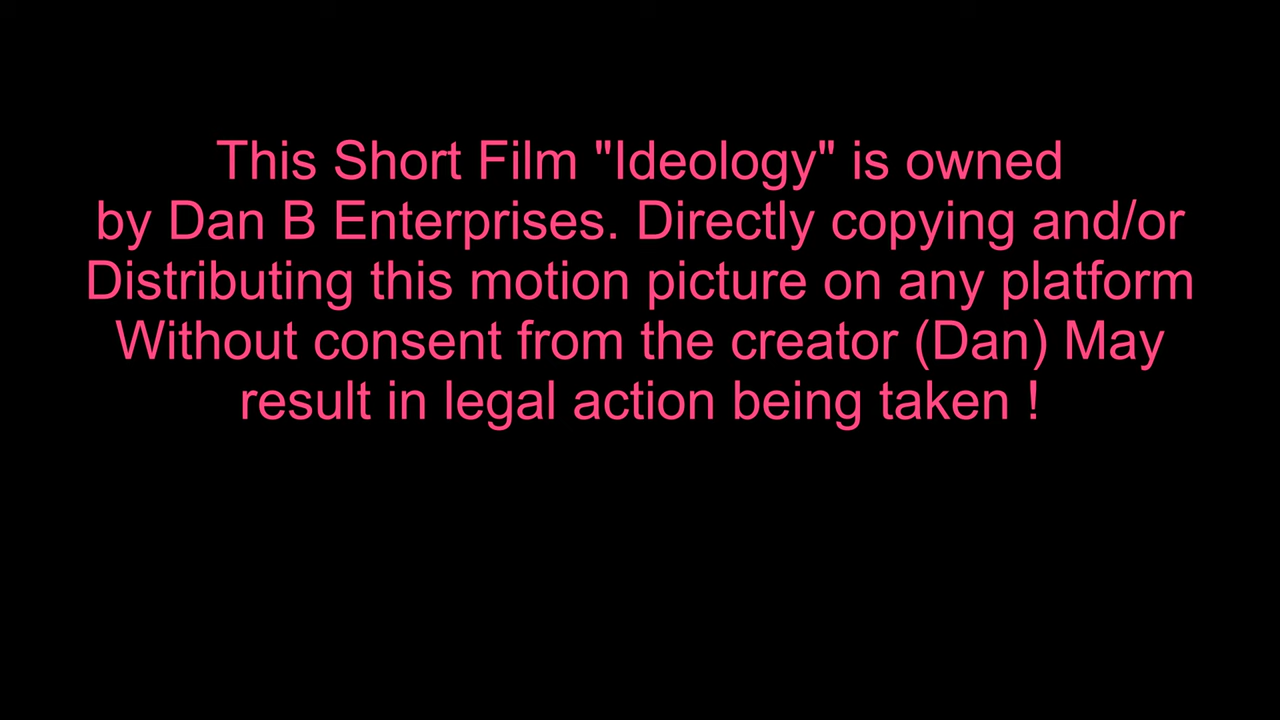 This Short Film "Ideology" is owned
by Dan B Enterprises. Directly copying and/or
Distributing this motion picture on any platform
Without consent from the creator (Dan) May
result in legal action being taken !